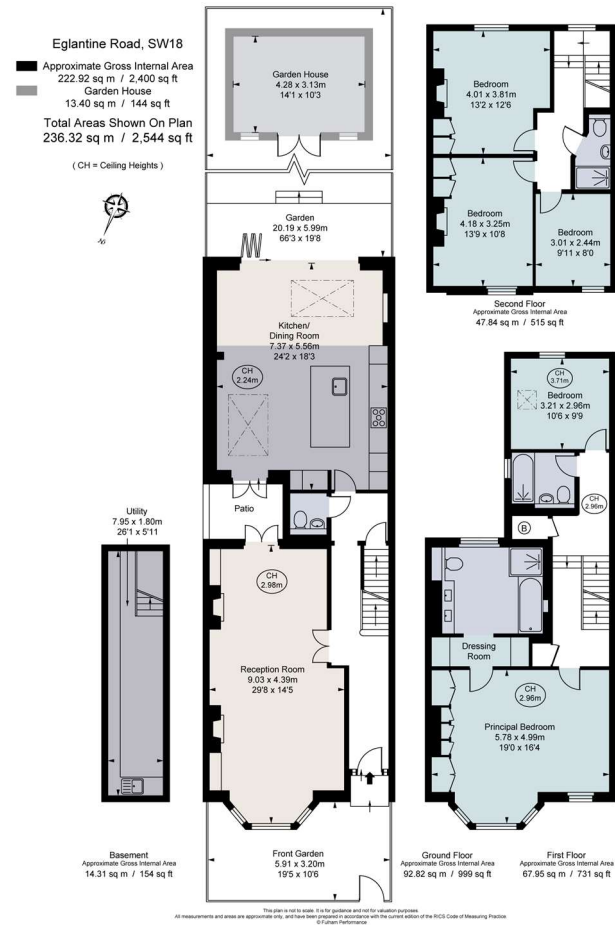 Eglantine Road, SW18
Approximate Gross Internal Area
222.92 sq m / 2,400 sq ft
Garden House
13.40 sq m / 144 sq ft
Total Areas Shown On Plan
236.32 sq m / 2,544 sq ft
( CH = Ceiling Heights )
N
Garden House
4.28 x 3.13m
14'1 x 10'3
Garden
20.19 x 5.99m
66'3 x 19'8
Kitchen/
Dining Room
7.37 x 5.56m
24'2 x 18'3
CH
2.24m
Patio
CH
2.98m
Reception Room
9.03 x 4.39m
29'8 x 14'5
Front Garden
5.91 x 3.20m
19'5 x 10'6
Utility
7.95 x 1.80m
26'1 x 5'11
Basement
Approximate Gross Internal Area
14.31 sq m / 154 sq ft
Bedroom
4.01 x 3.81m
13'2 x 12'6
Bedroom
4.18 x 3.25m
13'9 x 10'8
Bedroom
3.01 x 2.44m
9'11 x 8'0
Second Floor
Approximate Gross Internal Area
47.84 sq m / 515 sq ft
CH
3.71m
Bedroom
3.21 x 2.96m
10'6 x 9'9
CH
2.96m
B
Dressing
Room
CH
2.96m
Principal Bedroom
5.78 x 4.99m
19'0 x 16'4
Ground Floor
Approximate Gross Internal Area
92.82 sq m / 999 sq ft
First Floor
Approximate Gross Internal Area
67.95 sq m / 731 sq ft
This plan is not to scale. It is for guidance and not for valuation purposes.
All measurements and areas are approximate only, and have been prepared in accordance with the current edition of the RICS Code of Measuring Practice.
© Fulham Performance